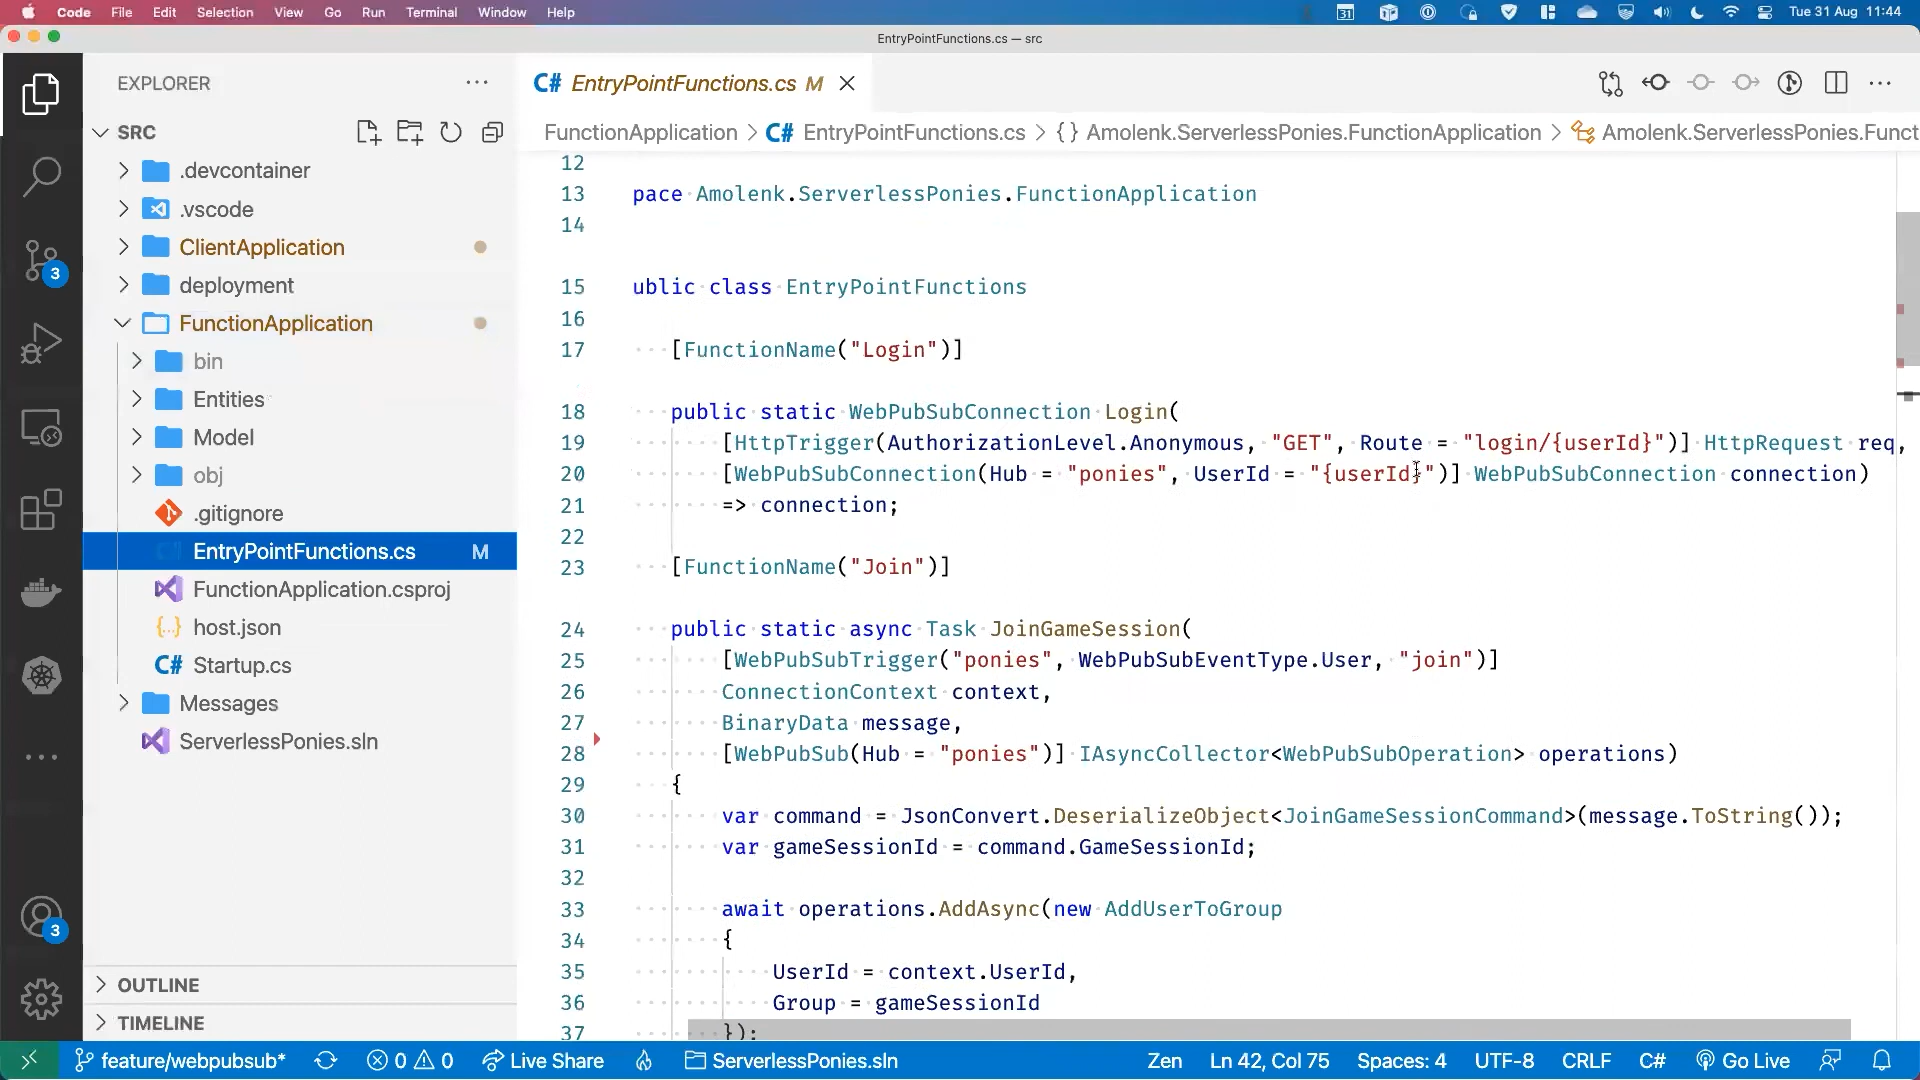 Code File Edit Selection View Go Run Terminal Window Help
31
Tue 31 Aug 11:44
EntryPointFunctions.cs — src
EXPLORER
SRC
.devcontainer
.vscode
ClientApplication
deployment
FunctionApplication
bin
Entities
Model
obj
.gitignore
EntryPointFunctions.cs M
FunctionApplication.csproj
{..} host.json
C# Startup.cs
Messages
ServerlessPonies.sln
OUTLINE
TIMELINE
3
3
C# EntryPointFunctions.cs M
FunctionApplication > C# EntryPointFunctions.cs > {} Amolenk.ServerlessPonies.FunctionApplication > Amolenk.ServerlessPonies.Funct
12
13 pace Amolenk.ServerlessPonies.FunctionApplication
14
15 ublic class EntryPointFunctions
16
17 [FunctionName("Login")]
18 public static WebPubSubConnection Login(
19 [HttpTrigger(AuthorizationLevel.Anonymous, "GET", Route = "login/{userId}")] HttpRequest req,
20 [WebPubSubConnection(Hub = "ponies", UserId = "{userId}")] WebPubSubConnection connection)
21 => connection;
22
23 [FunctionName("Join")]
24 public static async Task JoinGameSession(
25 [WebPubSubTrigger("ponies", WebPubSubEventType.User, "join")]
26 ConnectionContext context,
27 BinaryData message,
28 [WebPubSub(Hub = "ponies")] IAsyncCollector<WebPubSubOperation> operations)
29 {
30 var command = JsonConvert.DeserializeObject<JoinGameSessionCommand>(message.ToString());
31 var gameSessionId = command.GameSessionId;
32
33 await operations.AddAsync(new AddUserToGroup
34 {
35 UserId = context.UserId,
36 Group = gameSessionId
37 });
feature/webpubsub* 0 0 Live Share ServerlessPonies.sln Zen Ln 42, Col 75 Spaces: 4 UTF-8 CRLF C# Go Live